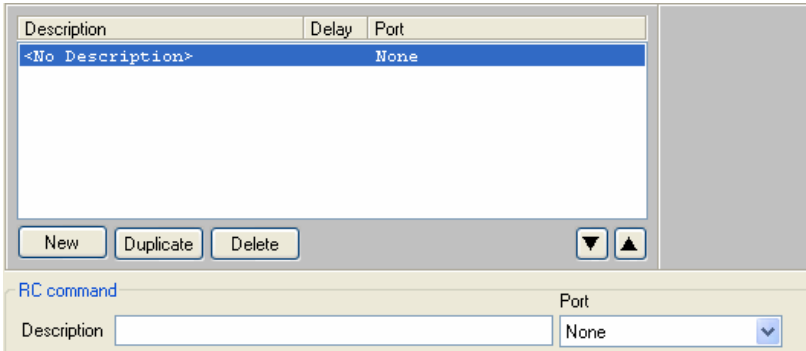 Description Delay Port
<No Description> None
New Duplicate Delete
RC command
Port
Description None